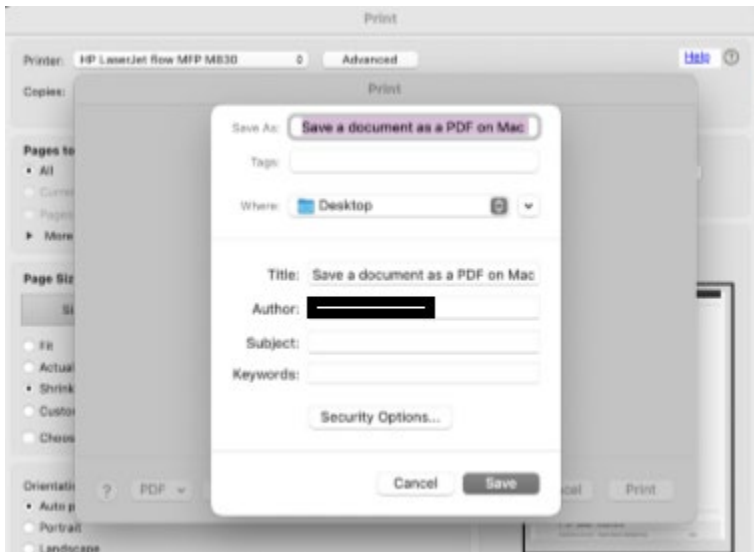 Print
Printer: HP LaserJet flow MFP M830 Advanced Help ?
Copies: Print
Save As: Save a document as a PDF on Mac
Tags:
Where: Desktop
Pages to
All
Pages
More
Title: Save a document as a PDF on Mac
Page Siz
Author:
Subject:
Fit
Keywords:
Actual
Shrink
Custo
Security Options...
Choos
Orientati
? PDF Cancel Save cel Print
Auto p
Portrait
Landscape